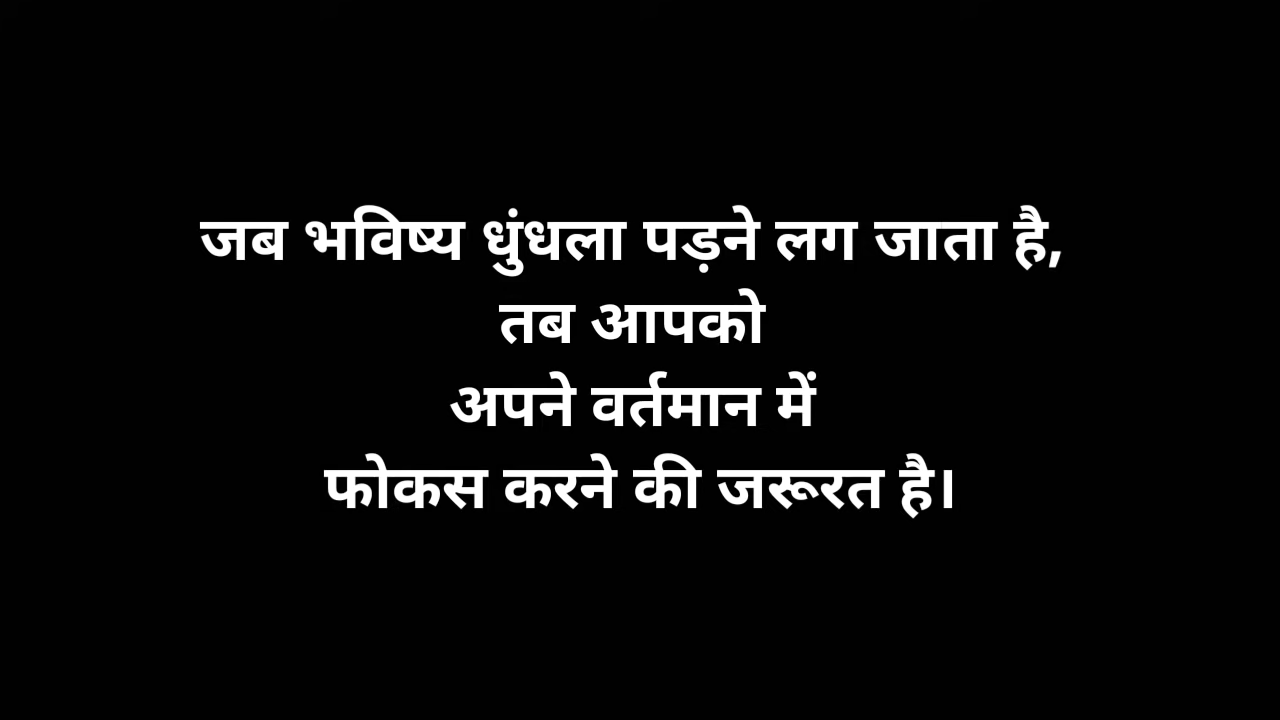 जब भविष्य धुंधला पड़ने लग जाता है,
तब आपको
अपने वर्तमान में
फोकस करने की जरूरत है।